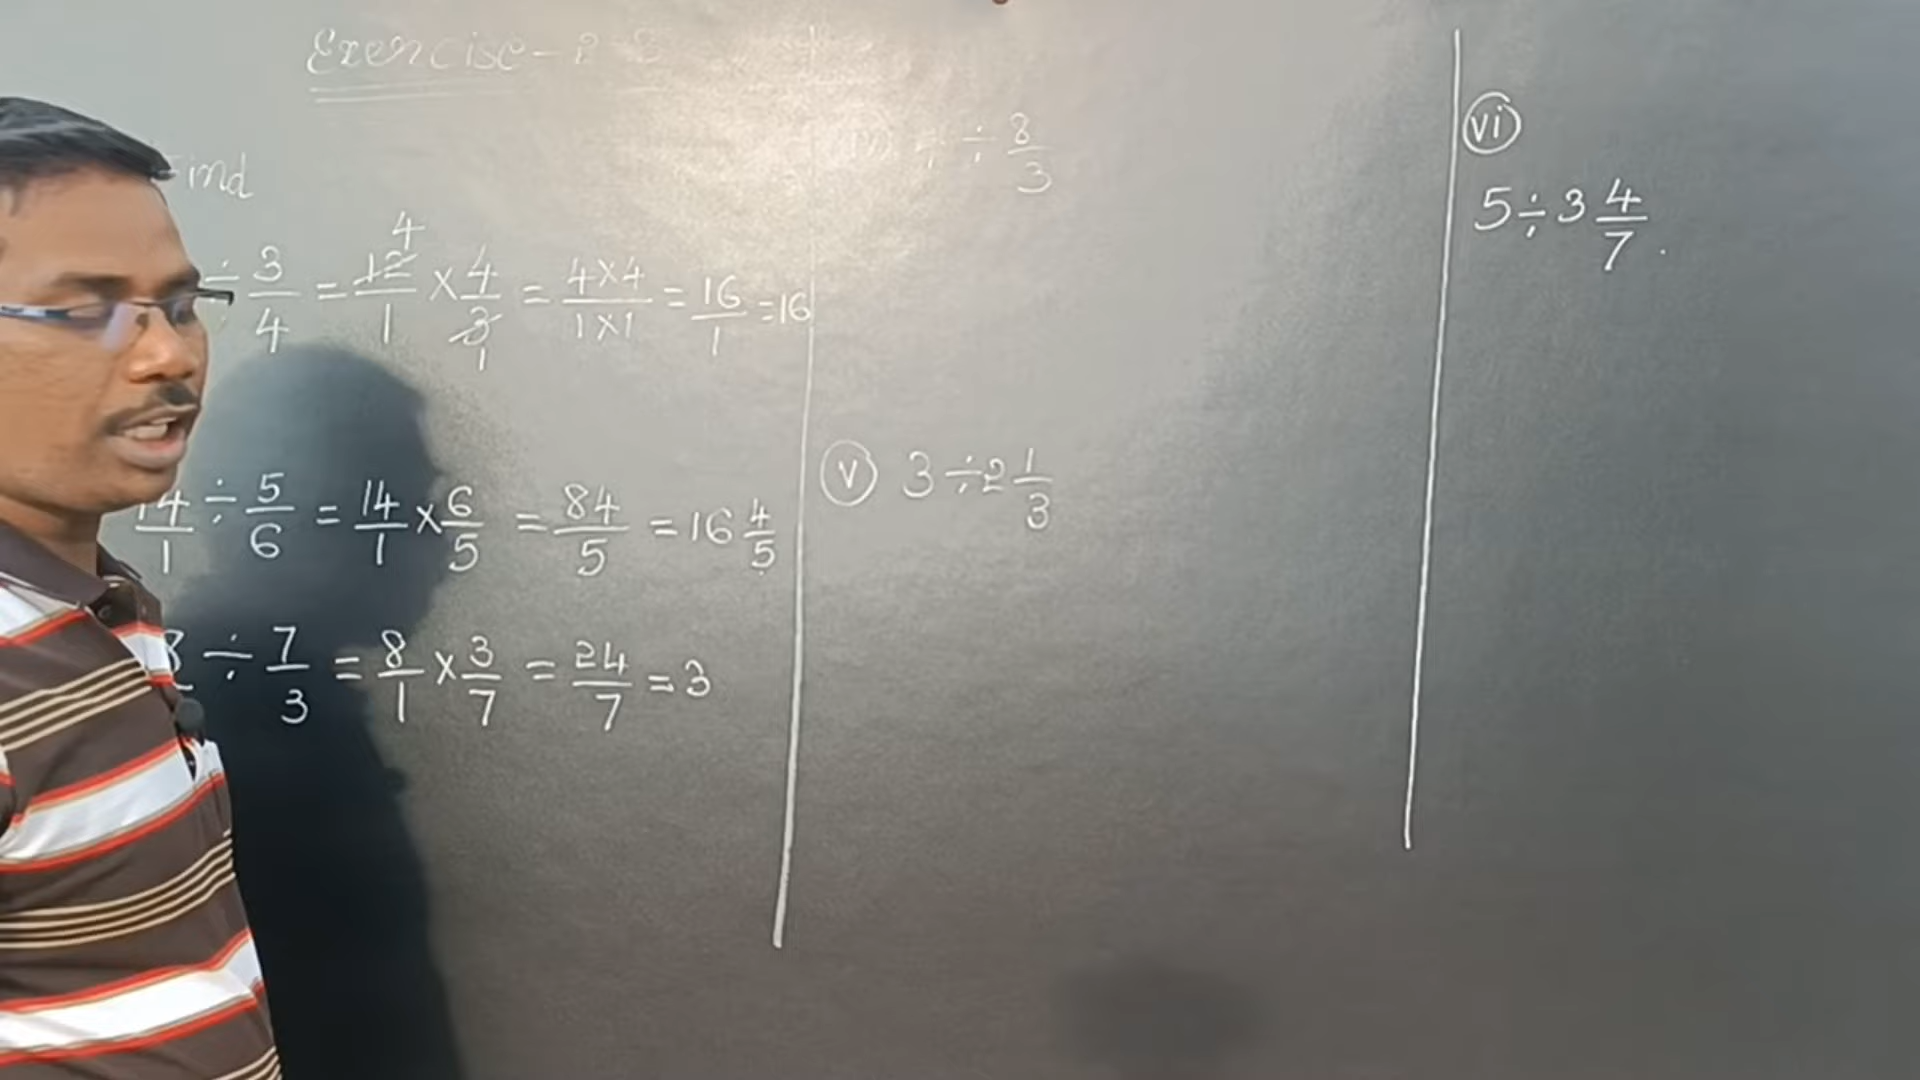 Exercise -
Find
÷ 3/4 = 12/1 4 × 4/3 1 = 4×4/1×1 = 16/1 = 16
14/1 ÷ 5/6 = 14/1 × 6/5 = 84/5 = 16 4/5
8 ÷ 7/3 = 8/1 × 3/7 = 24/7 = 3
÷ 8/3
v 3 ÷ 2 1/3
vi
5 ÷ 3 4/7.